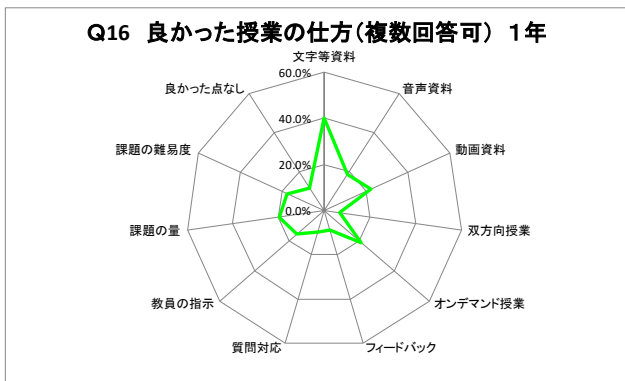 Q16 良かった授業の仕方(複数回答可) 1年
文字等資料
音声資料
動画資料
双方向授業
オンデマンド授業
フィードバック
質問対応
教員の指示
課題の量
課題の難易度
良かった点なし
60.0%
40.0%
20.0%
0.0%